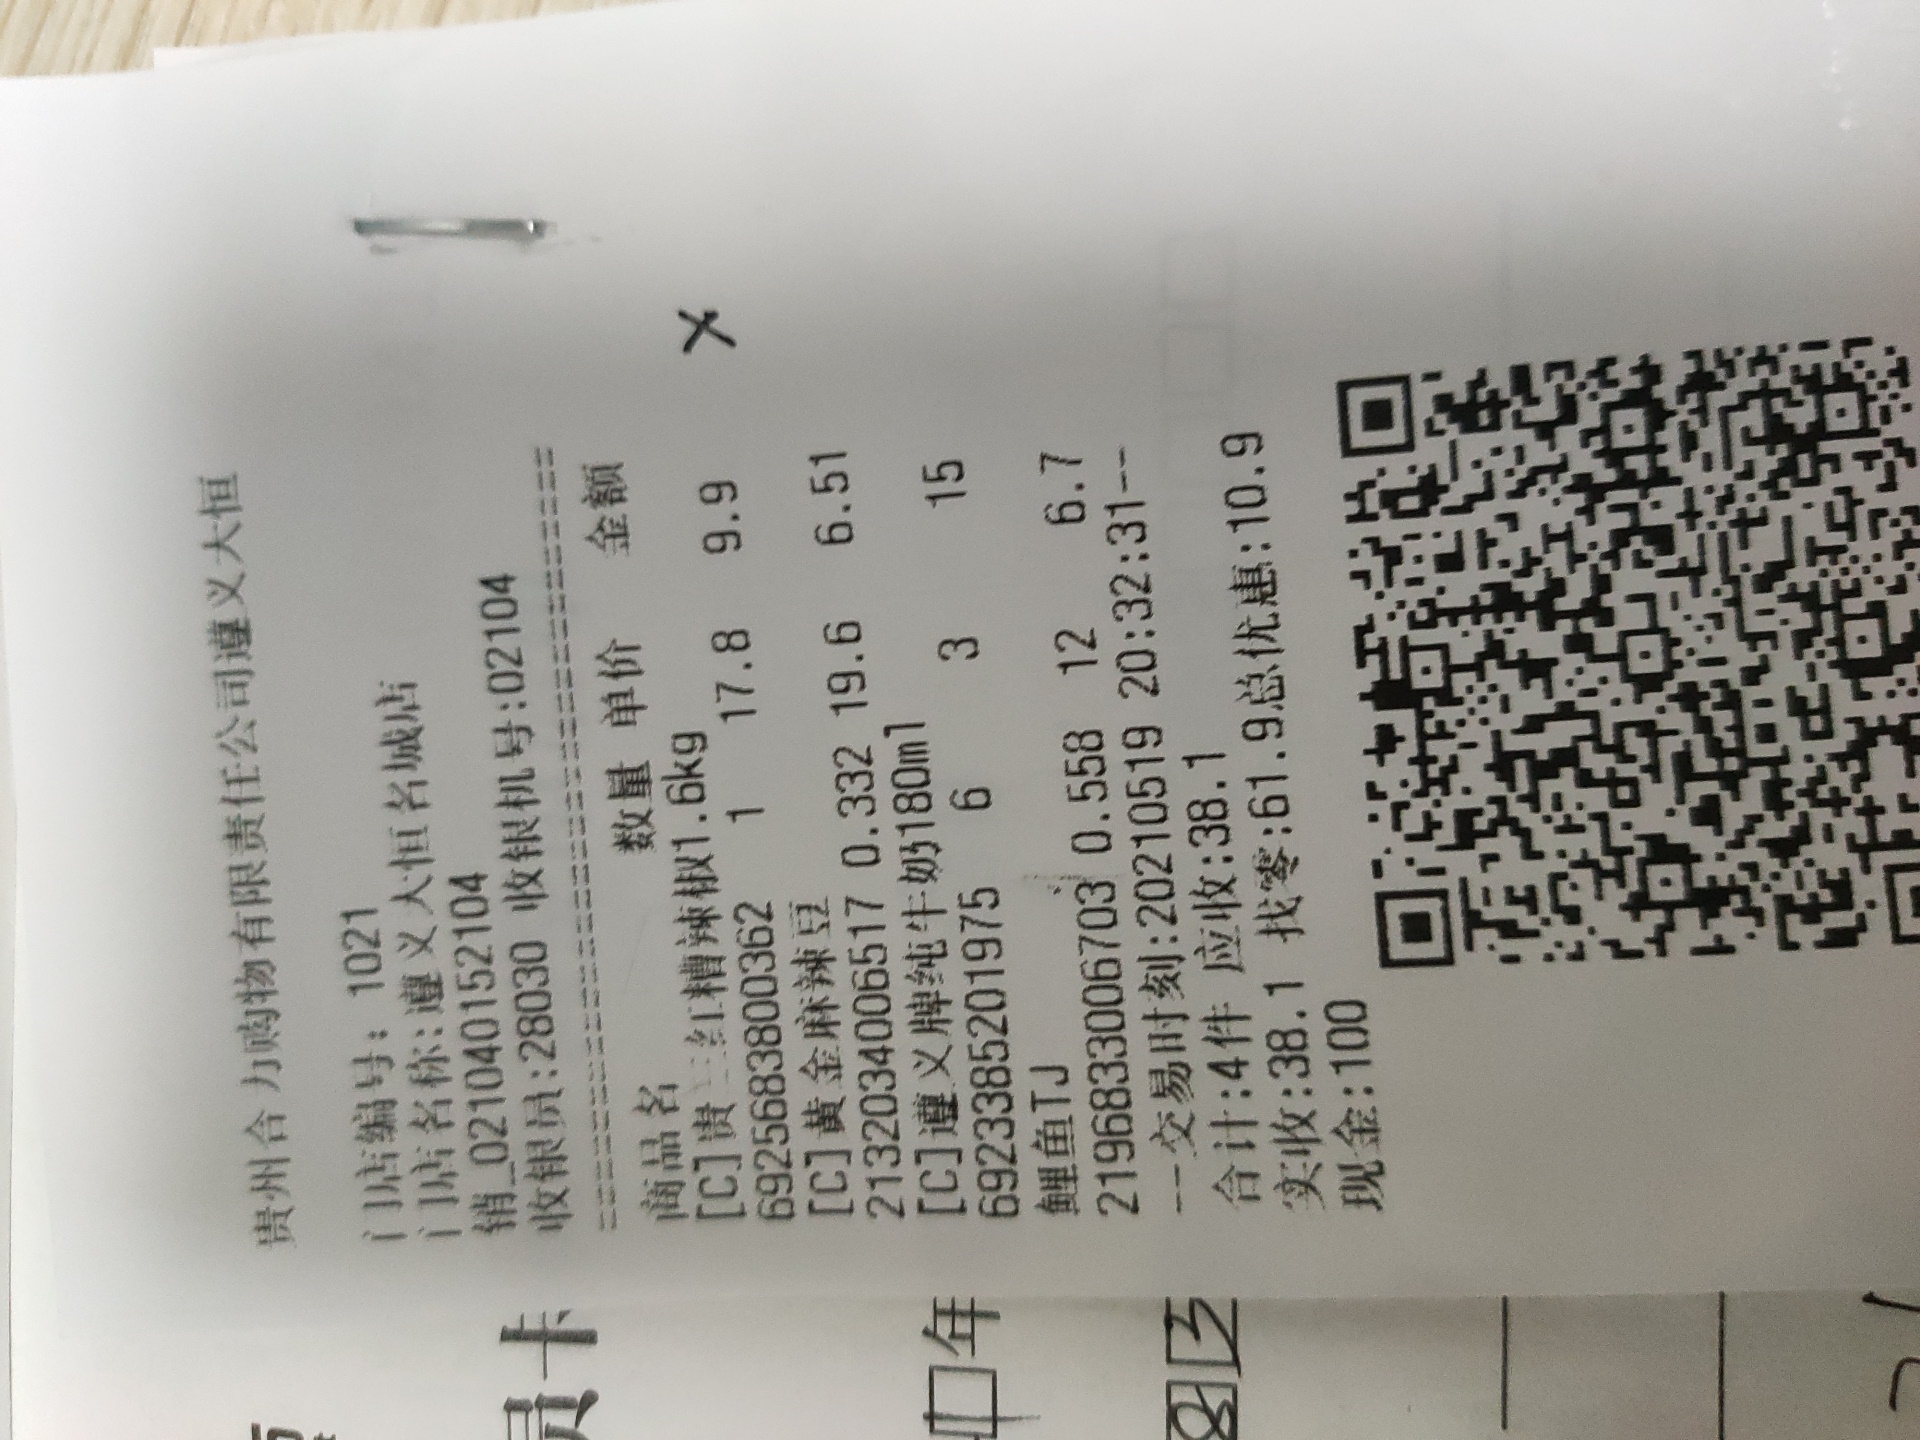 贵州合力购物有限责任公司遵义大恒
门店编号: 1021
门店名称:遵义大恒名城店
销_021040152104
收银员:28030 收银机号:02104
商品名 数量 单价 金额
[C]贵三红糟辣椒1.6kg
6925683800362 1 17.8 9.9
X
[C]黄金麻辣豆
2132034006517 0.332 19.6 6.51
[C]遵义牌纯牛奶180ml
6923385201975 6 3 15
鲤鱼TJ
2196833006703 0.558 12 6.7
--交易时刻:20210519 20:32:31--
合计:4件 应收:38.1
实收:38.1 找零:61.9总优惠:10.9
现金:100
员卡
年